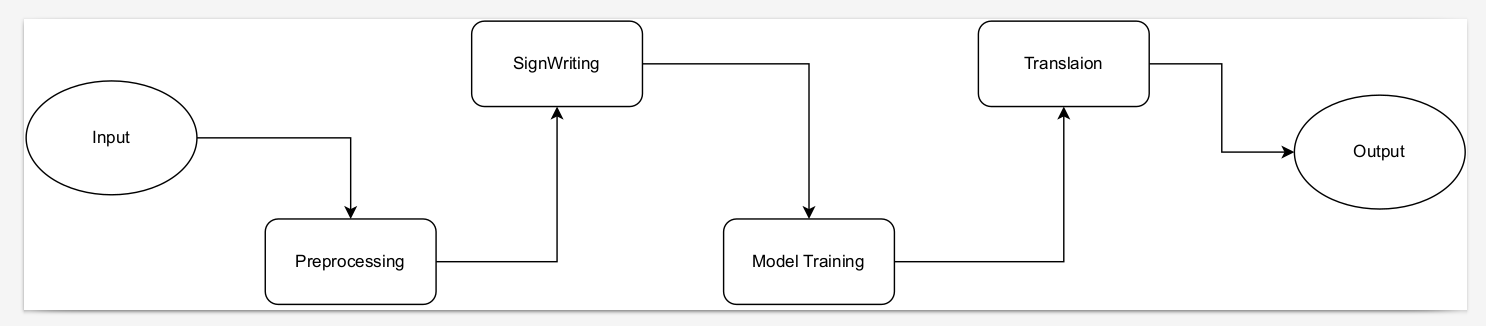 Input
Preprocessing
SignWriting
Model Training
Translaion
Output